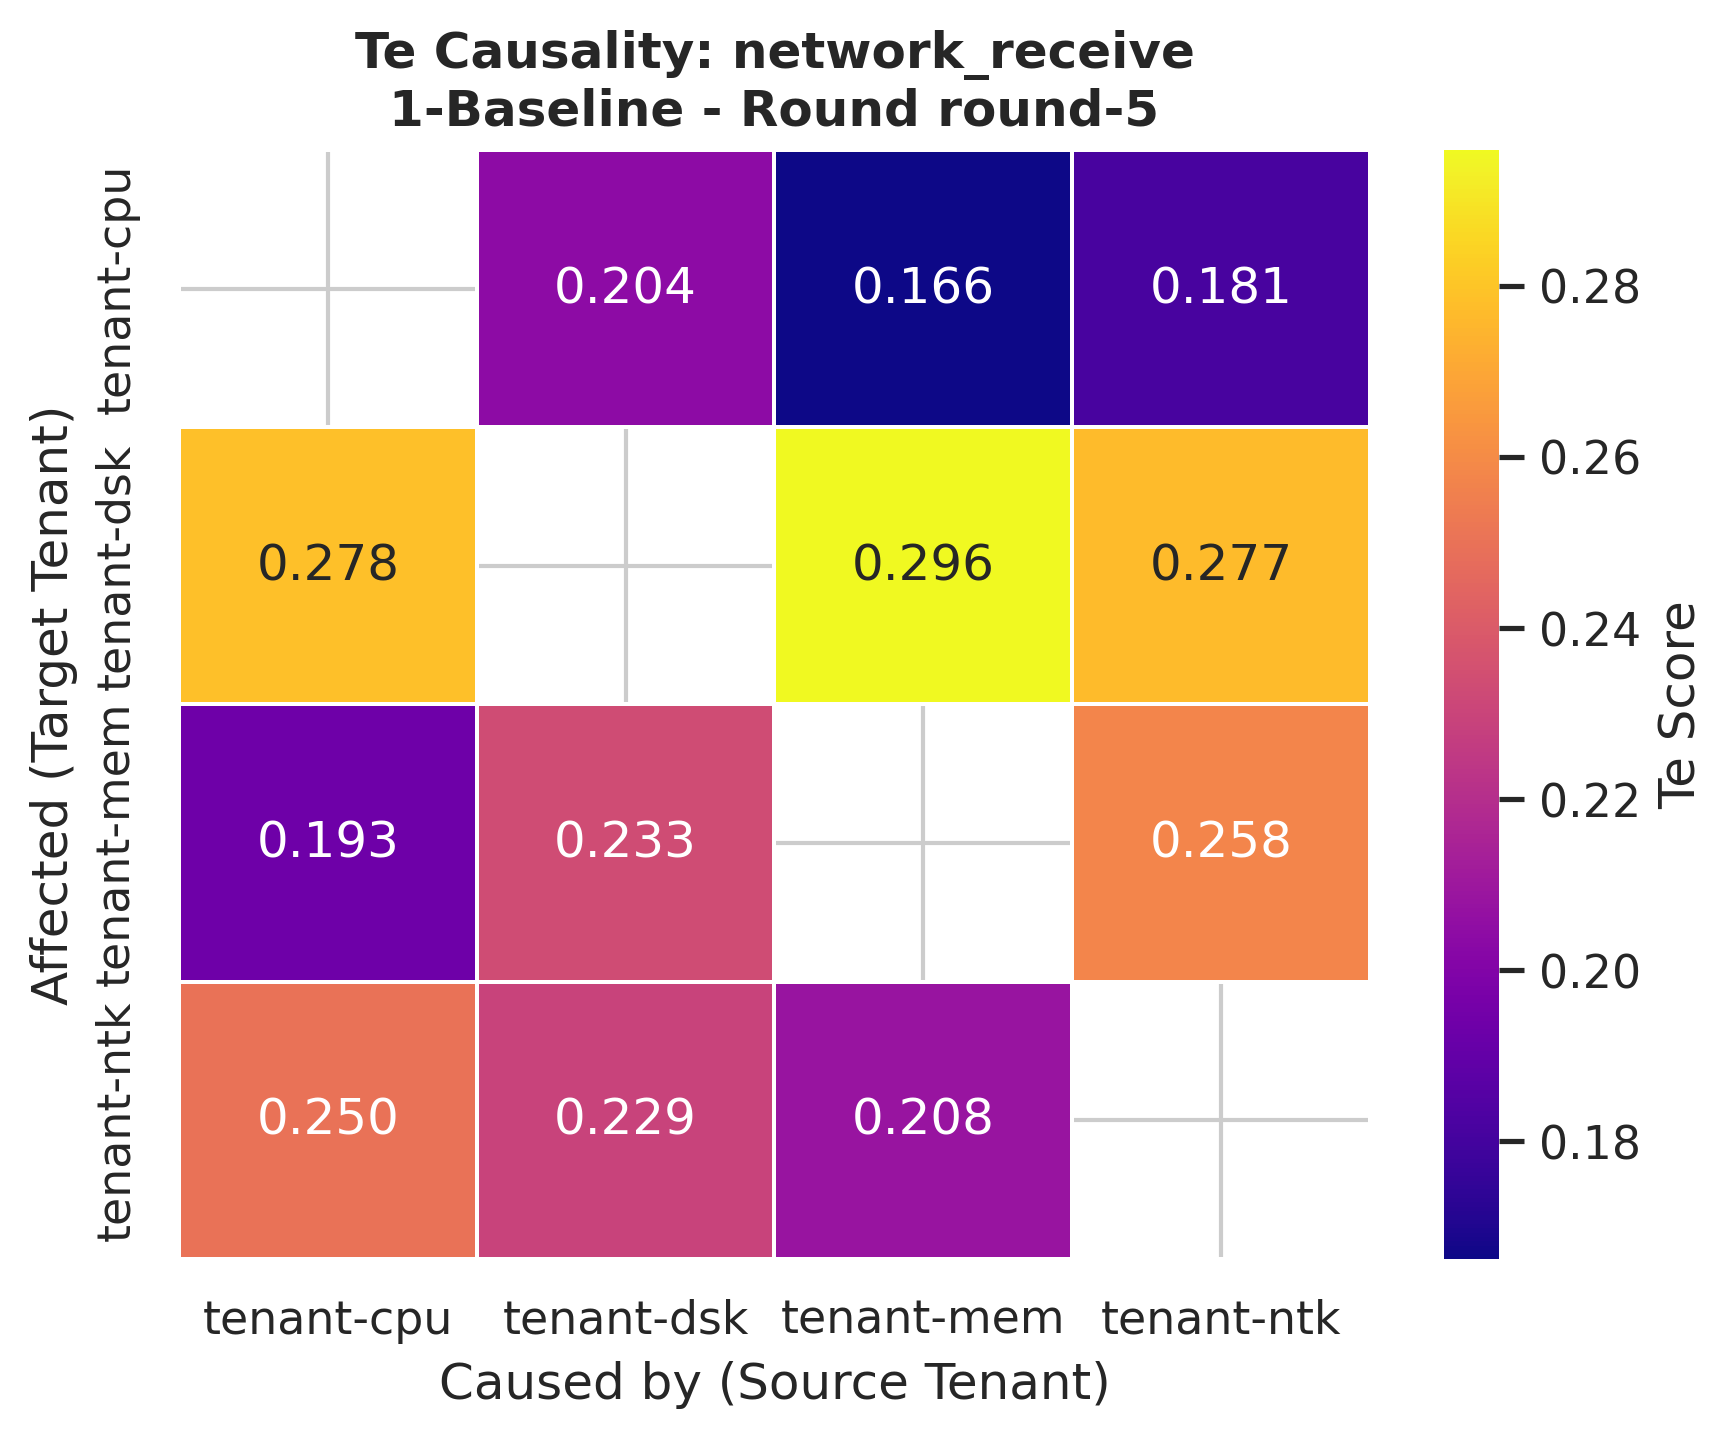 Te Causality: network_receive
1-Baseline - Round round-5
Affected (Target Tenant)
tenant-cpu
0.204 0.166 0.181
tenant-dsk
0.278 0.296 0.277
tenant-mem
0.193 0.233 0.258
tenant-ntk
0.250 0.229 0.208
tenant-cpu tenant-dsk tenant-mem tenant-ntk
Caused by (Source Tenant)
0.28
0.26
0.24
0.22
0.20
0.18
Te Score